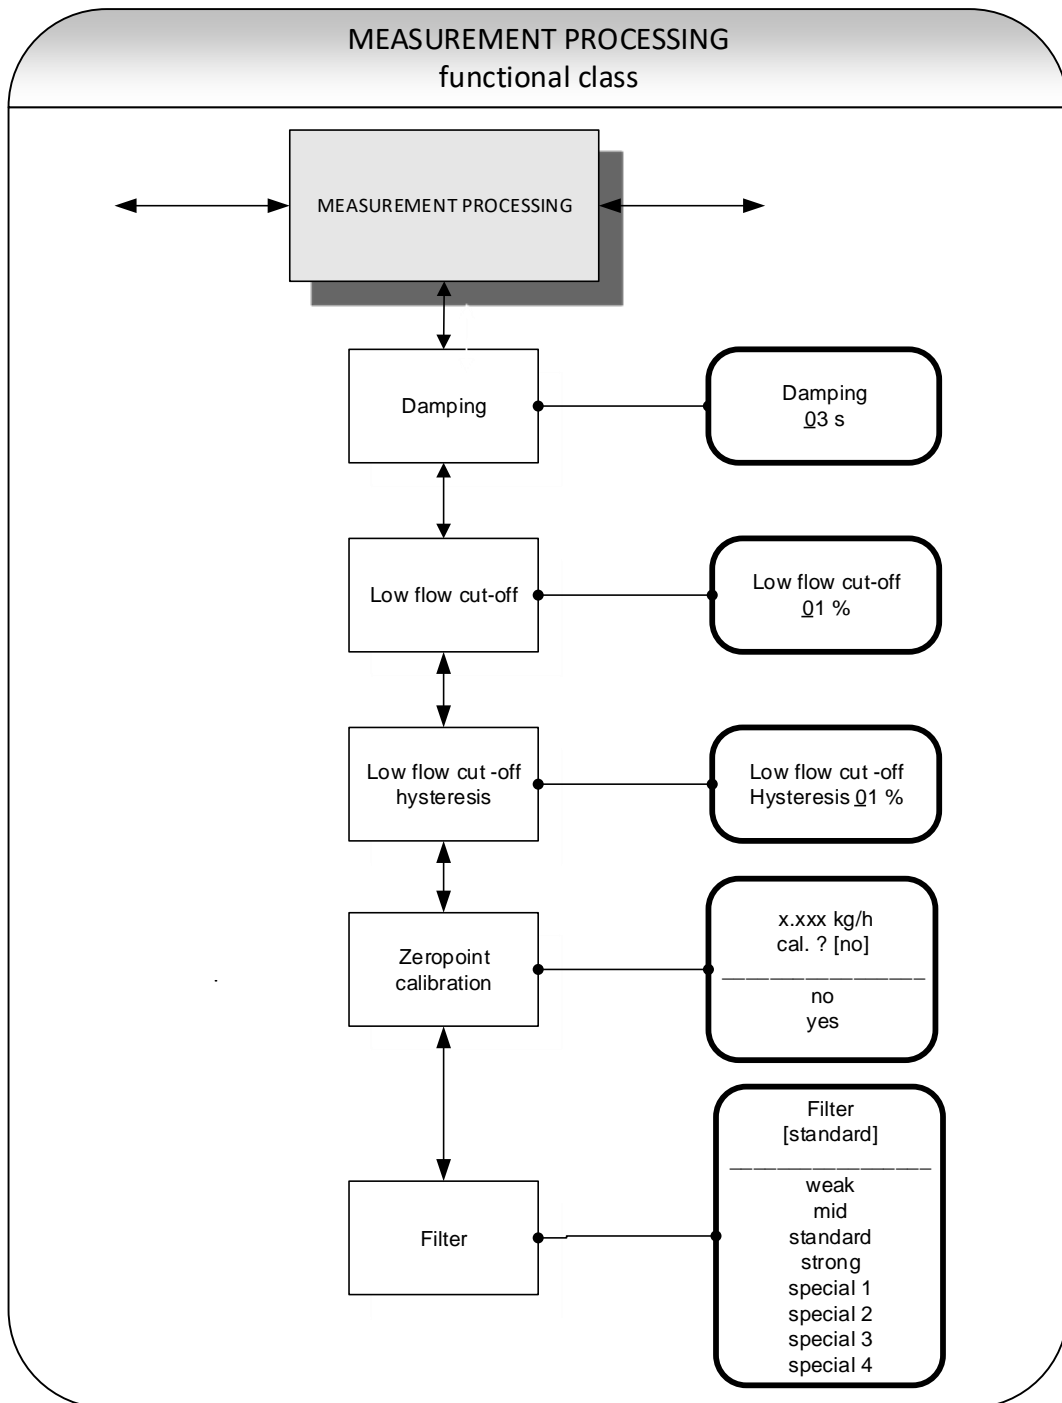 MEASUREMENT PROCESSING
functional class
MEASUREMENT PROCESSING
Damping
Damping
03 s
Low flow cut-off
Low flow cut-off
01 %
Low flow cut -off
hysteresis
Low flow cut -off
Hysteresis 01 %
Zeropoint
calibration
x.xxx kg/h
cal. ? [no]
no
yes
Filter
Filter
[standard]
weak
mid
standard
strong
special 1
special 2
special 3
special 4